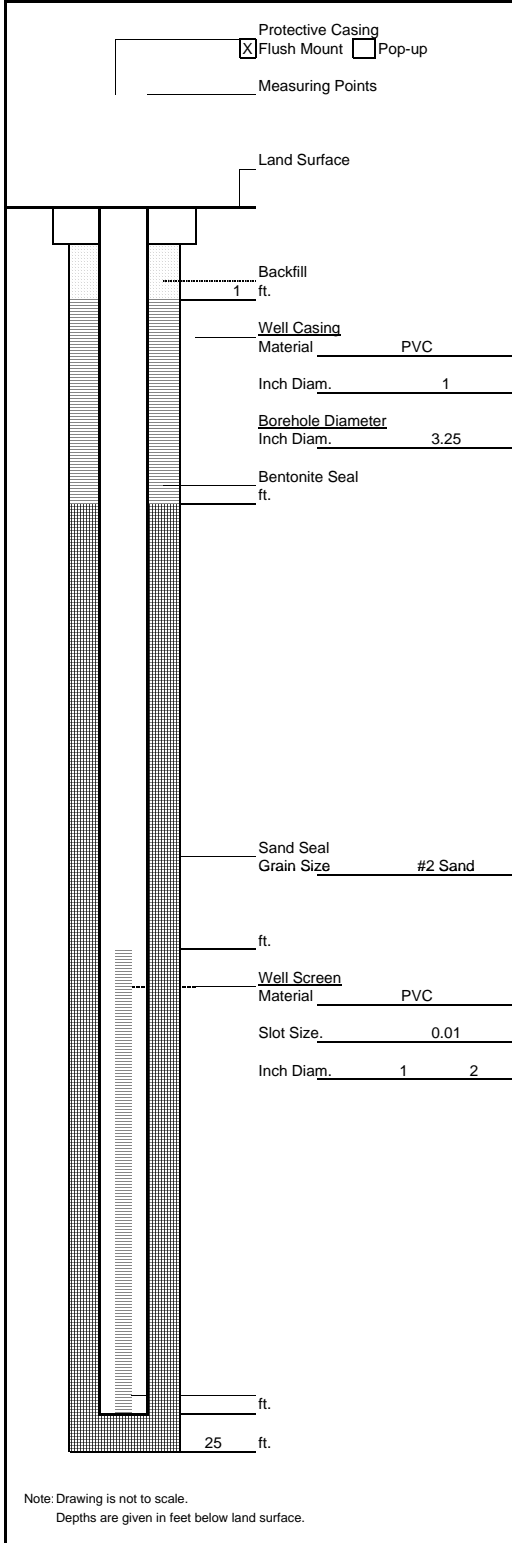 Protective Casing
X Flush Mount Pop-up
Measuring Points
Land Surface
Backfill
1 ft.
Well Casing
Material PVC
Inch Diam. 1
Borehole Diameter
Inch Diam. 3.25
Bentonite Seal
ft.
Sand Seal
Grain Size #2 Sand
ft.
Well Screen
Material PVC
Slot Size. 0.01
Inch Diam. 1 2
ft.
25 ft.
Note: Drawing is not to scale.
Depths are given in feet below land surface.